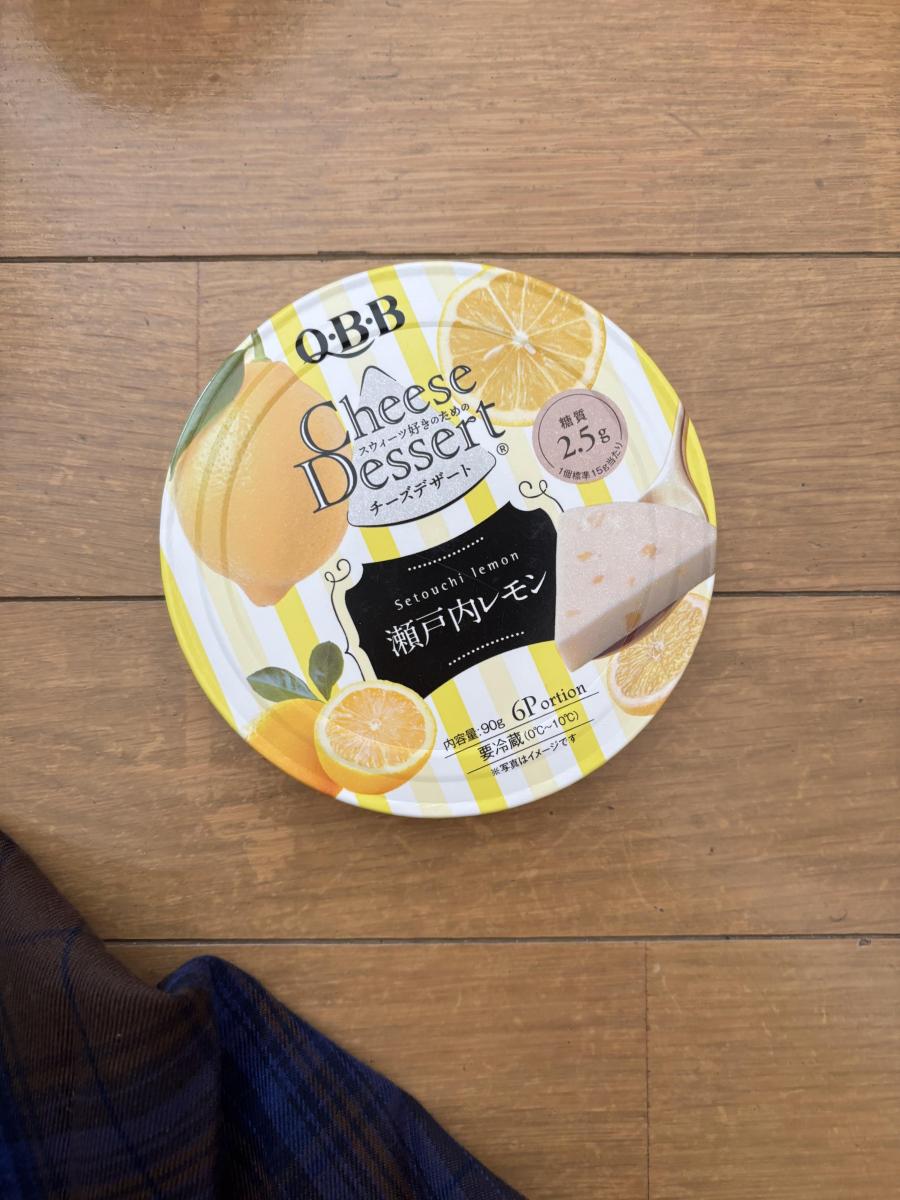 Q·B·B
Cheese
スウィーツ好きのための
Dessert®
チーズデザート
糖質
2.5g
1個標準15g当たり
Setouchi lemon
瀬戸内レモン
内容量:90g 6Portion
要冷蔵(0℃~10℃)
※写真はイメージです